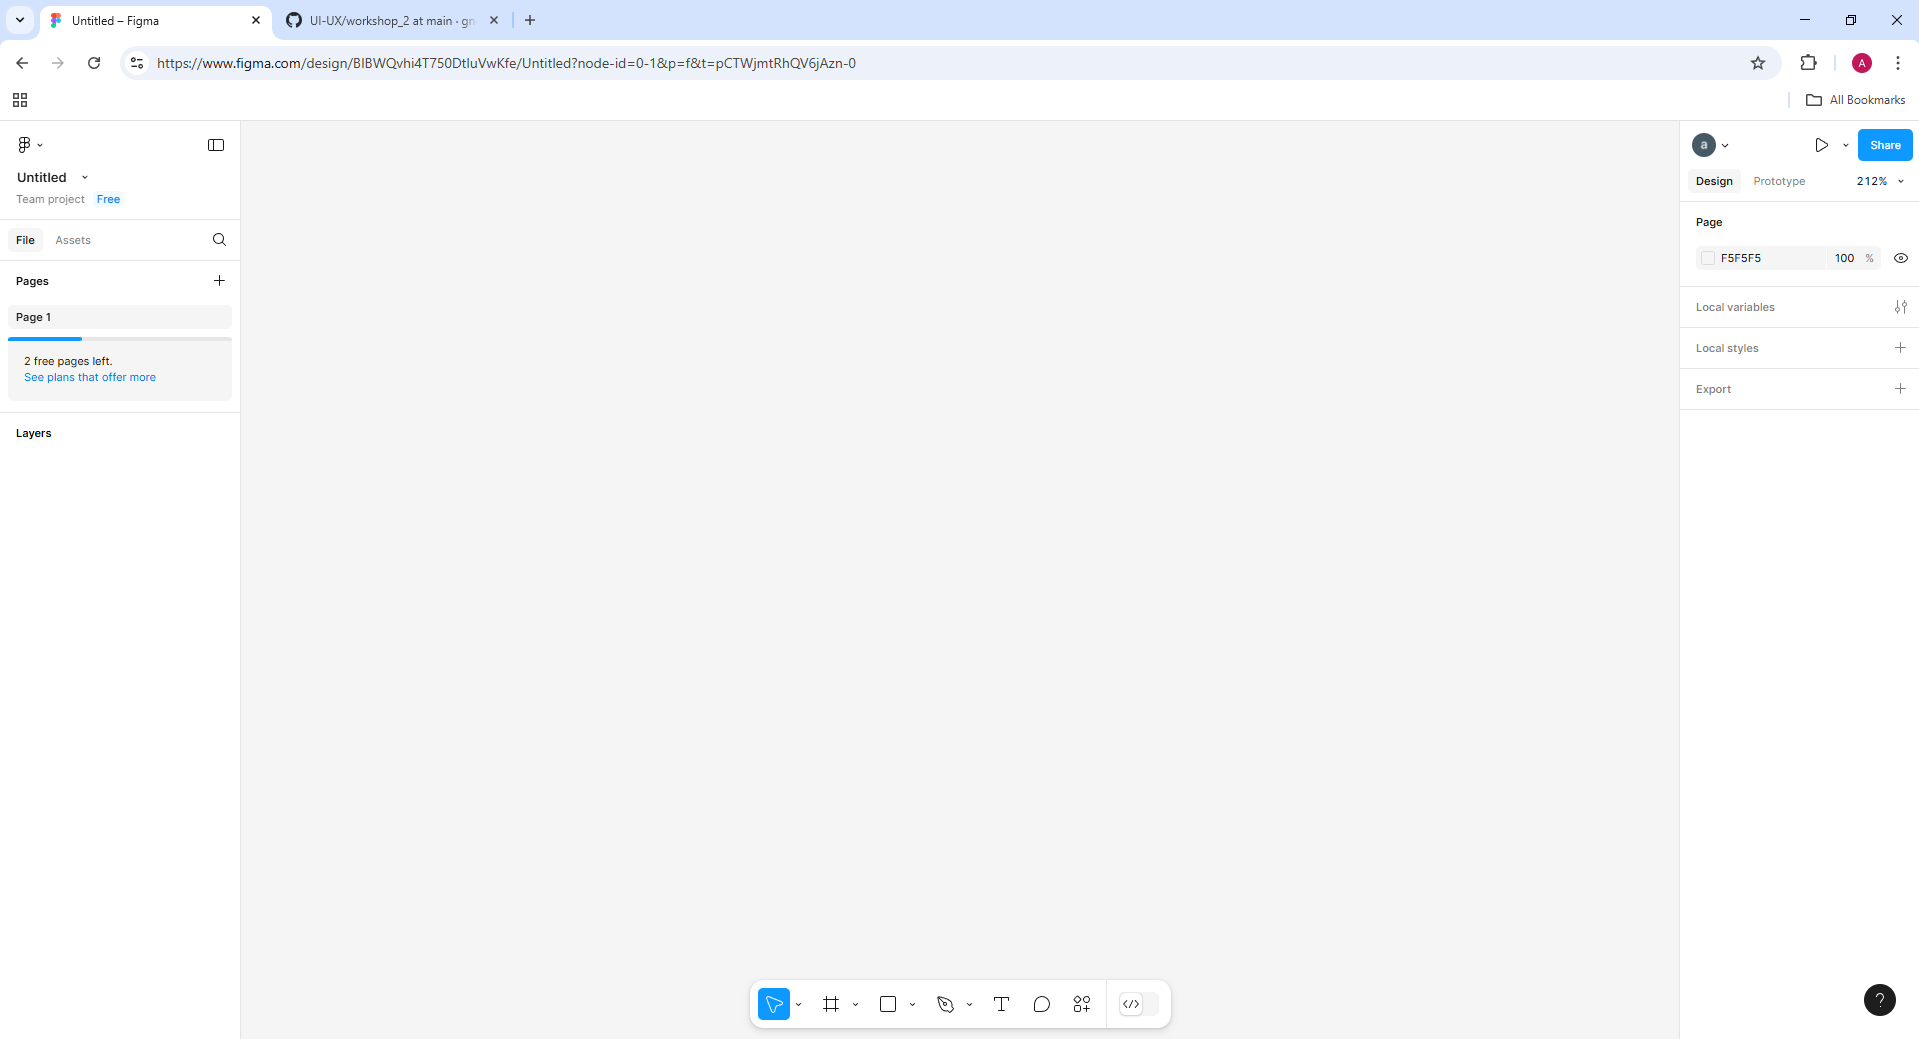 Untitled – Figma
UI-UX/workshop_2 at main · gn
https://www.figma.com/design/BIBWQvhi4T750DtluVwKfe/Untitled?node-id=0-1&p=f&t=pCTWjmtRhQV6jAzn-0
A
All Bookmarks
Untitled
Team project Free
File Assets
Pages
Page 1
2 free pages left.
See plans that offer more
Layers
a
Share
Design Prototype 212%
Page
F5F5F5 100 %
Local variables
Local styles
Export
?